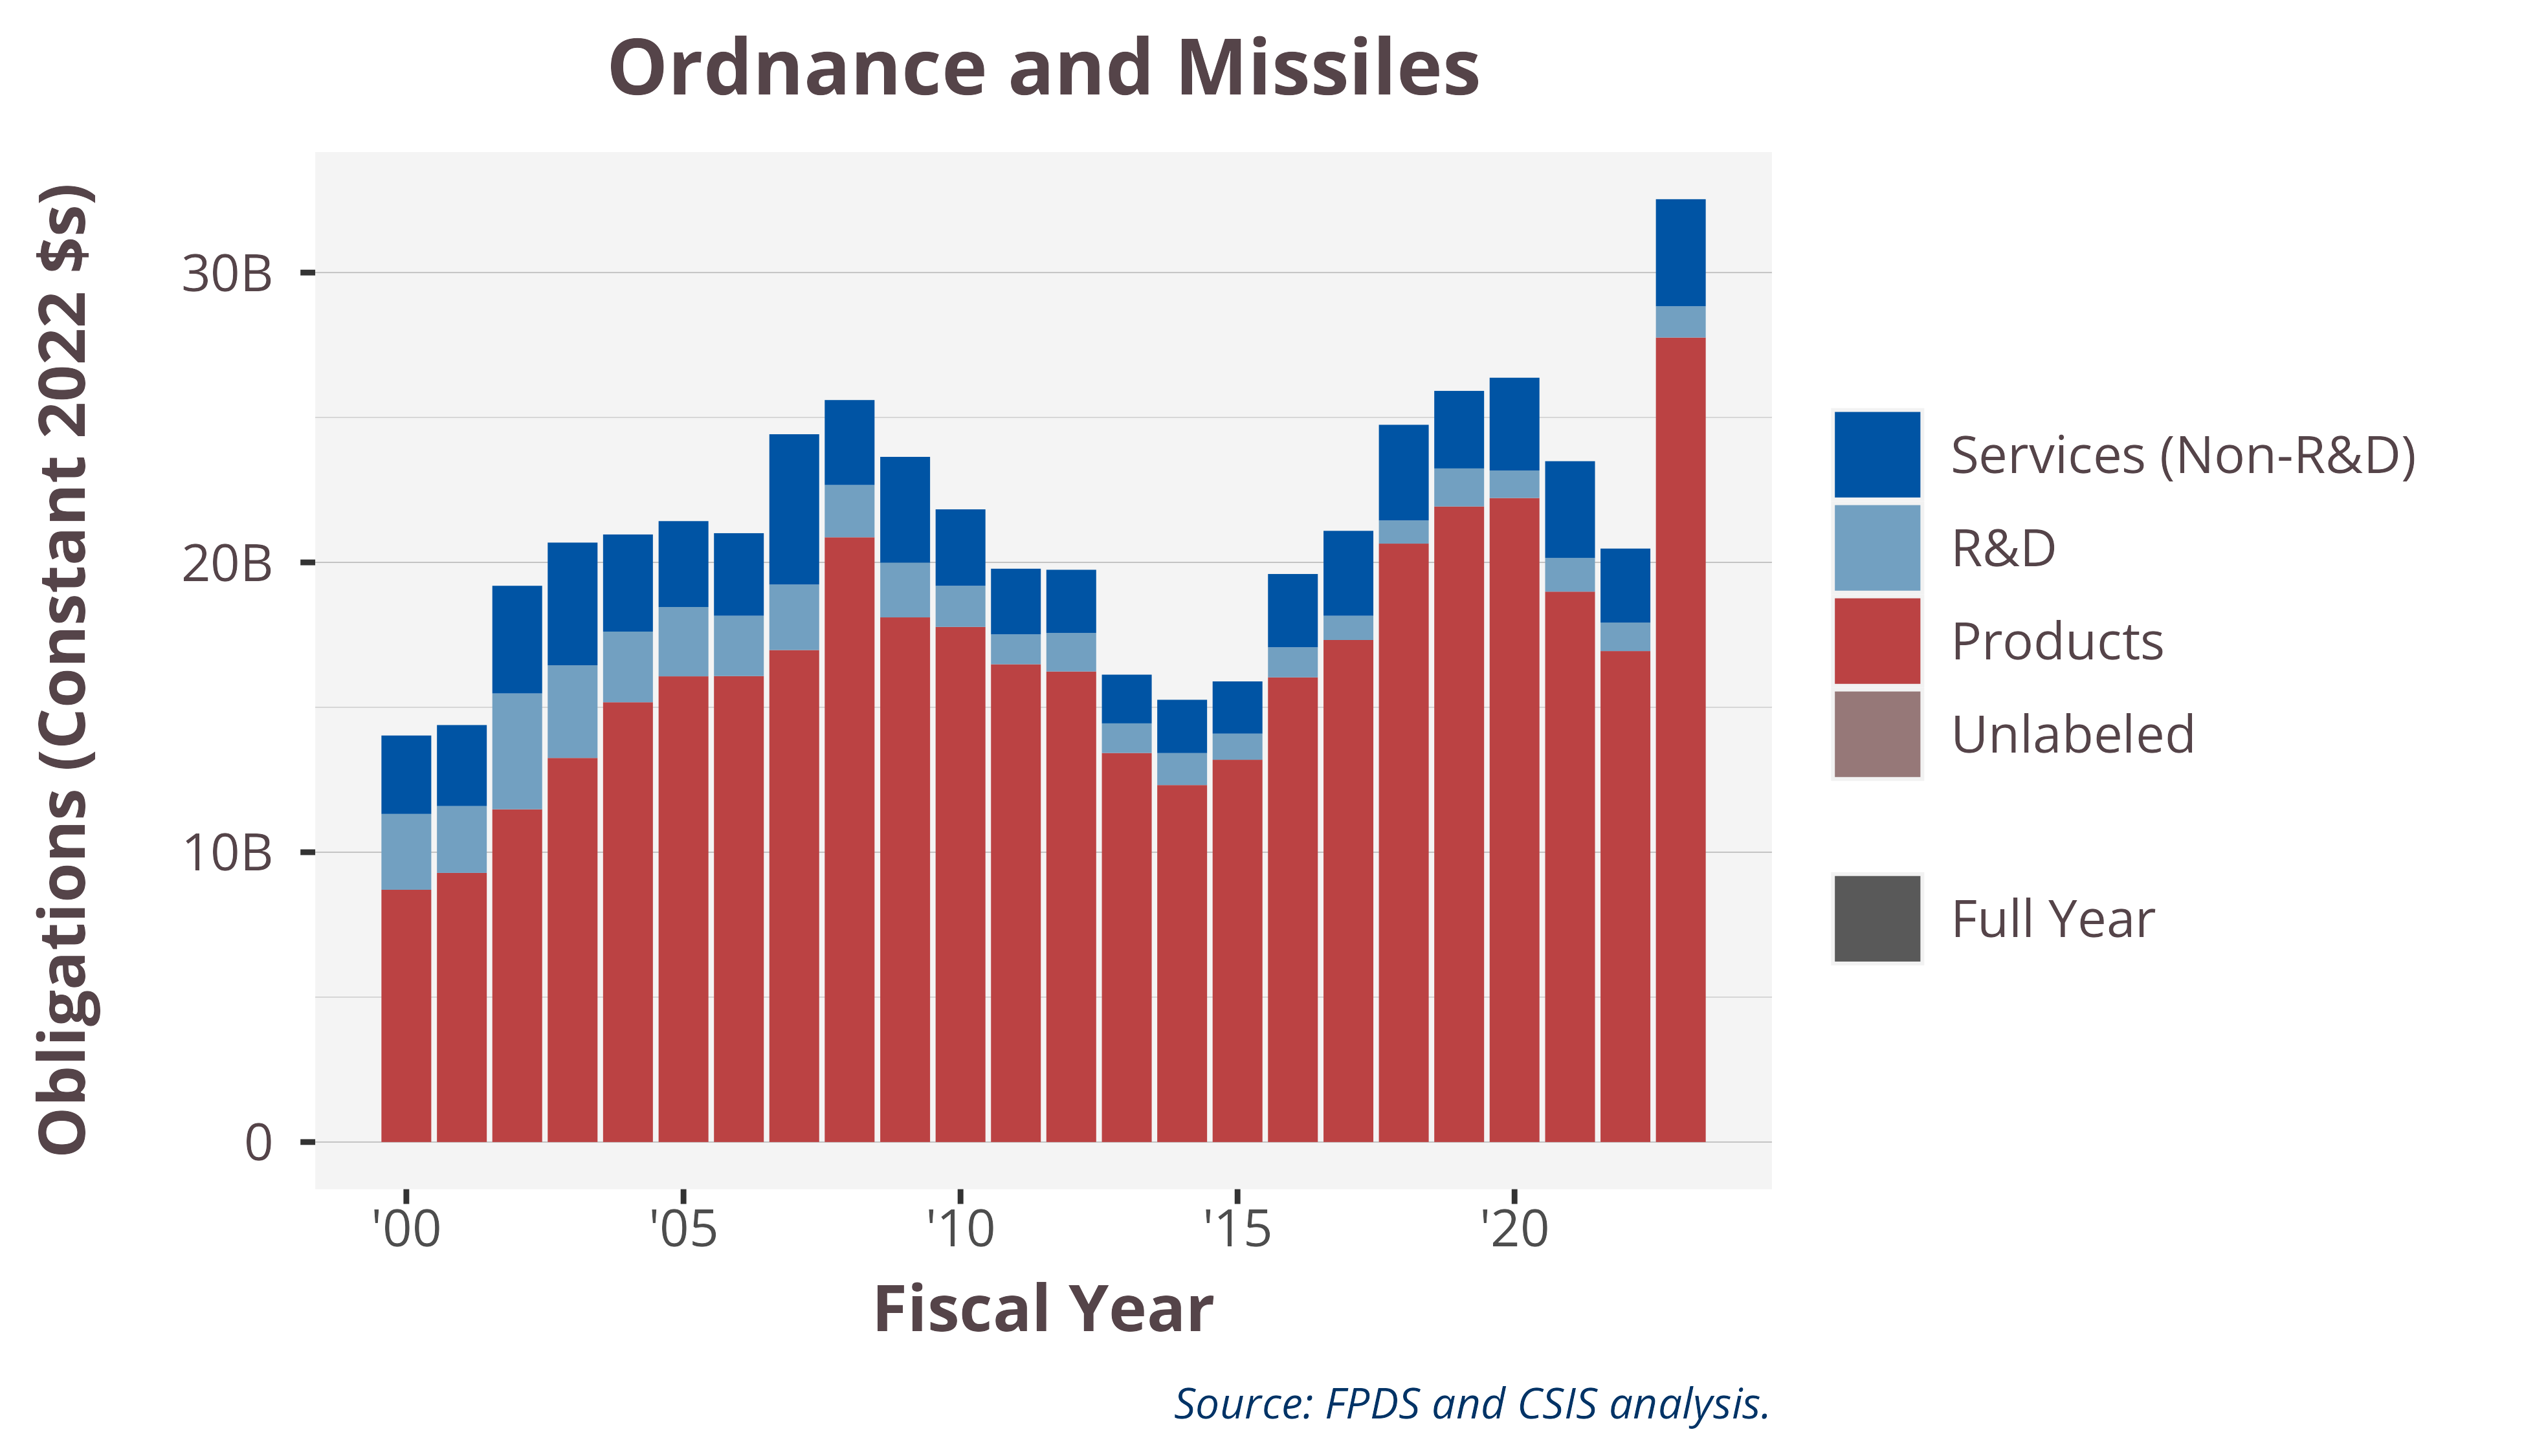 Ordnance and Missiles
Obligations (Constant 2022 $s)
30B
20B
10B
0
'00
'05
'10
'15
'20
Fiscal Year
Services (Non-R&D)
R&D
Products
Unlabeled
Full Year
Source: FPDS and CSIS analysis.